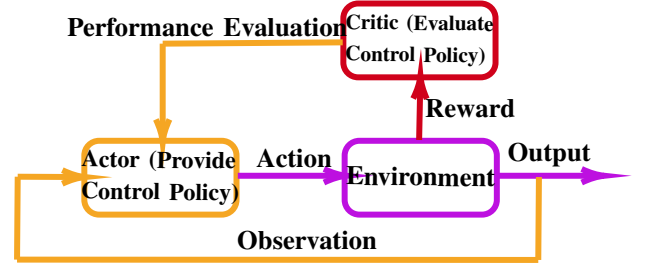 Performance Evaluation
Critic (Evaluate
Control Policy)
Reward
Actor (Provide
Control Policy)
Action
Environment
Output
Observation